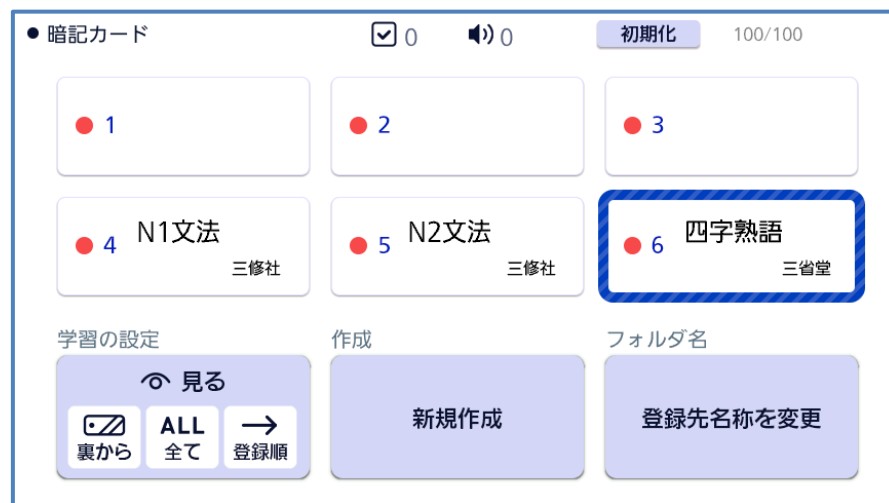 ● 暗記カード 0 0 初期化 100/100
1 2 3
4 N1文法 三修社
5 N2文法 三修社
6 四字熟語 三省堂
学習の設定 作成 フォルダ名
見る
裏から ALL 全て → 登録順
新規作成
登録先名称を変更